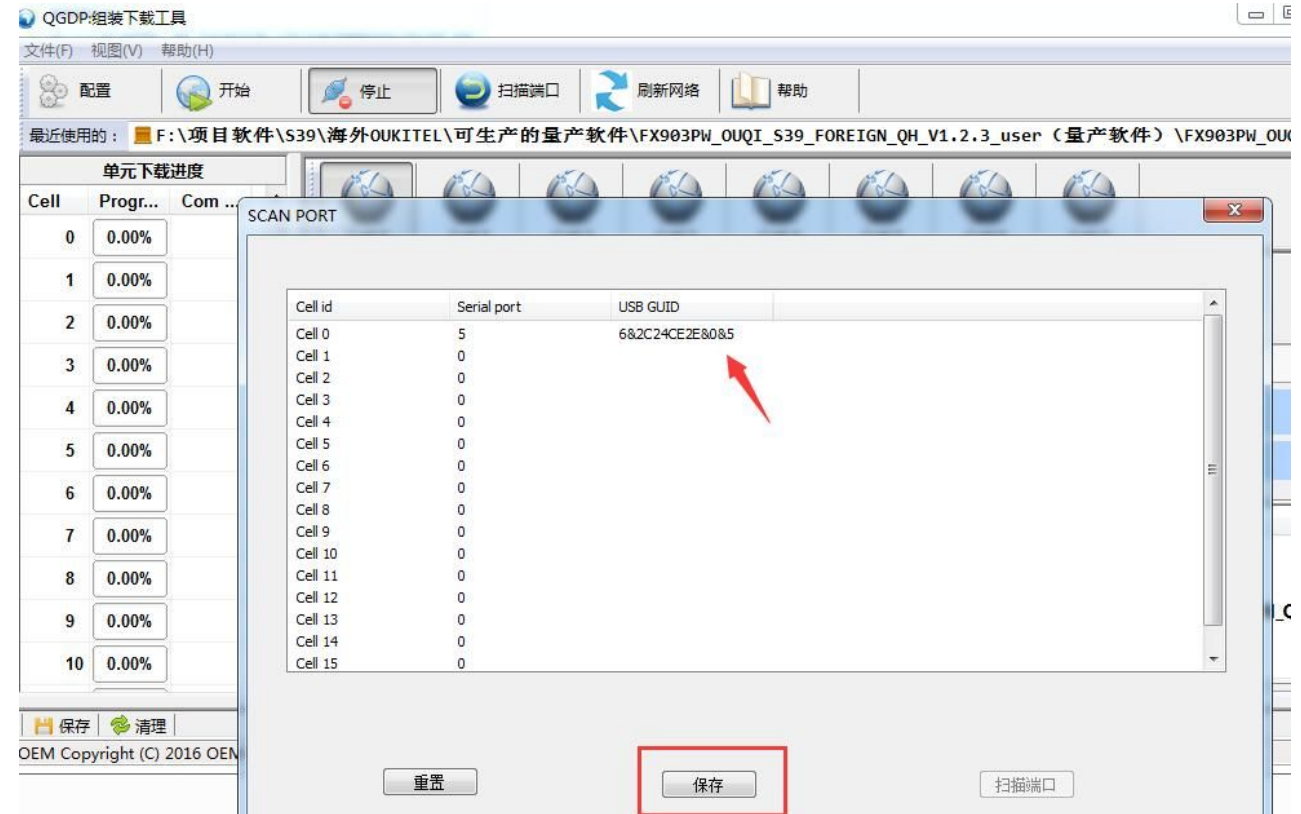 QGDP:组装下载工具
文件(F) 视图(V) 帮助(H)
配置 开始 停止 扫描端口 刷新网络 帮助
最近使用的: F:\项目软件\S39\海外OUKITEL\可生产的量产软件\FX903PW_OUQI_S39_FOREIGN_QH_V1.2.3_user（量产软件）\FX903PW_OUQ
单元下载进度
Cell Progr... Com ...
0 0.00%
1 0.00%
2 0.00%
3 0.00%
4 0.00%
5 0.00%
6 0.00%
7 0.00%
8 0.00%
9 0.00%
10 0.00%
保存 清理
OEM Copyright (C) 2016 OEM
SCAN PORT
Cell id Serial port USB GUID
Cell 0 5 6&2C24CE2E&0&5
Cell 1 0
Cell 2 0
Cell 3 0
Cell 4 0
Cell 5 0
Cell 6 0
Cell 7 0
Cell 8 0
Cell 9 0
Cell 10 0
Cell 11 0
Cell 12 0
Cell 13 0
Cell 14 0
Cell 15 0
重置 保存 扫描端口